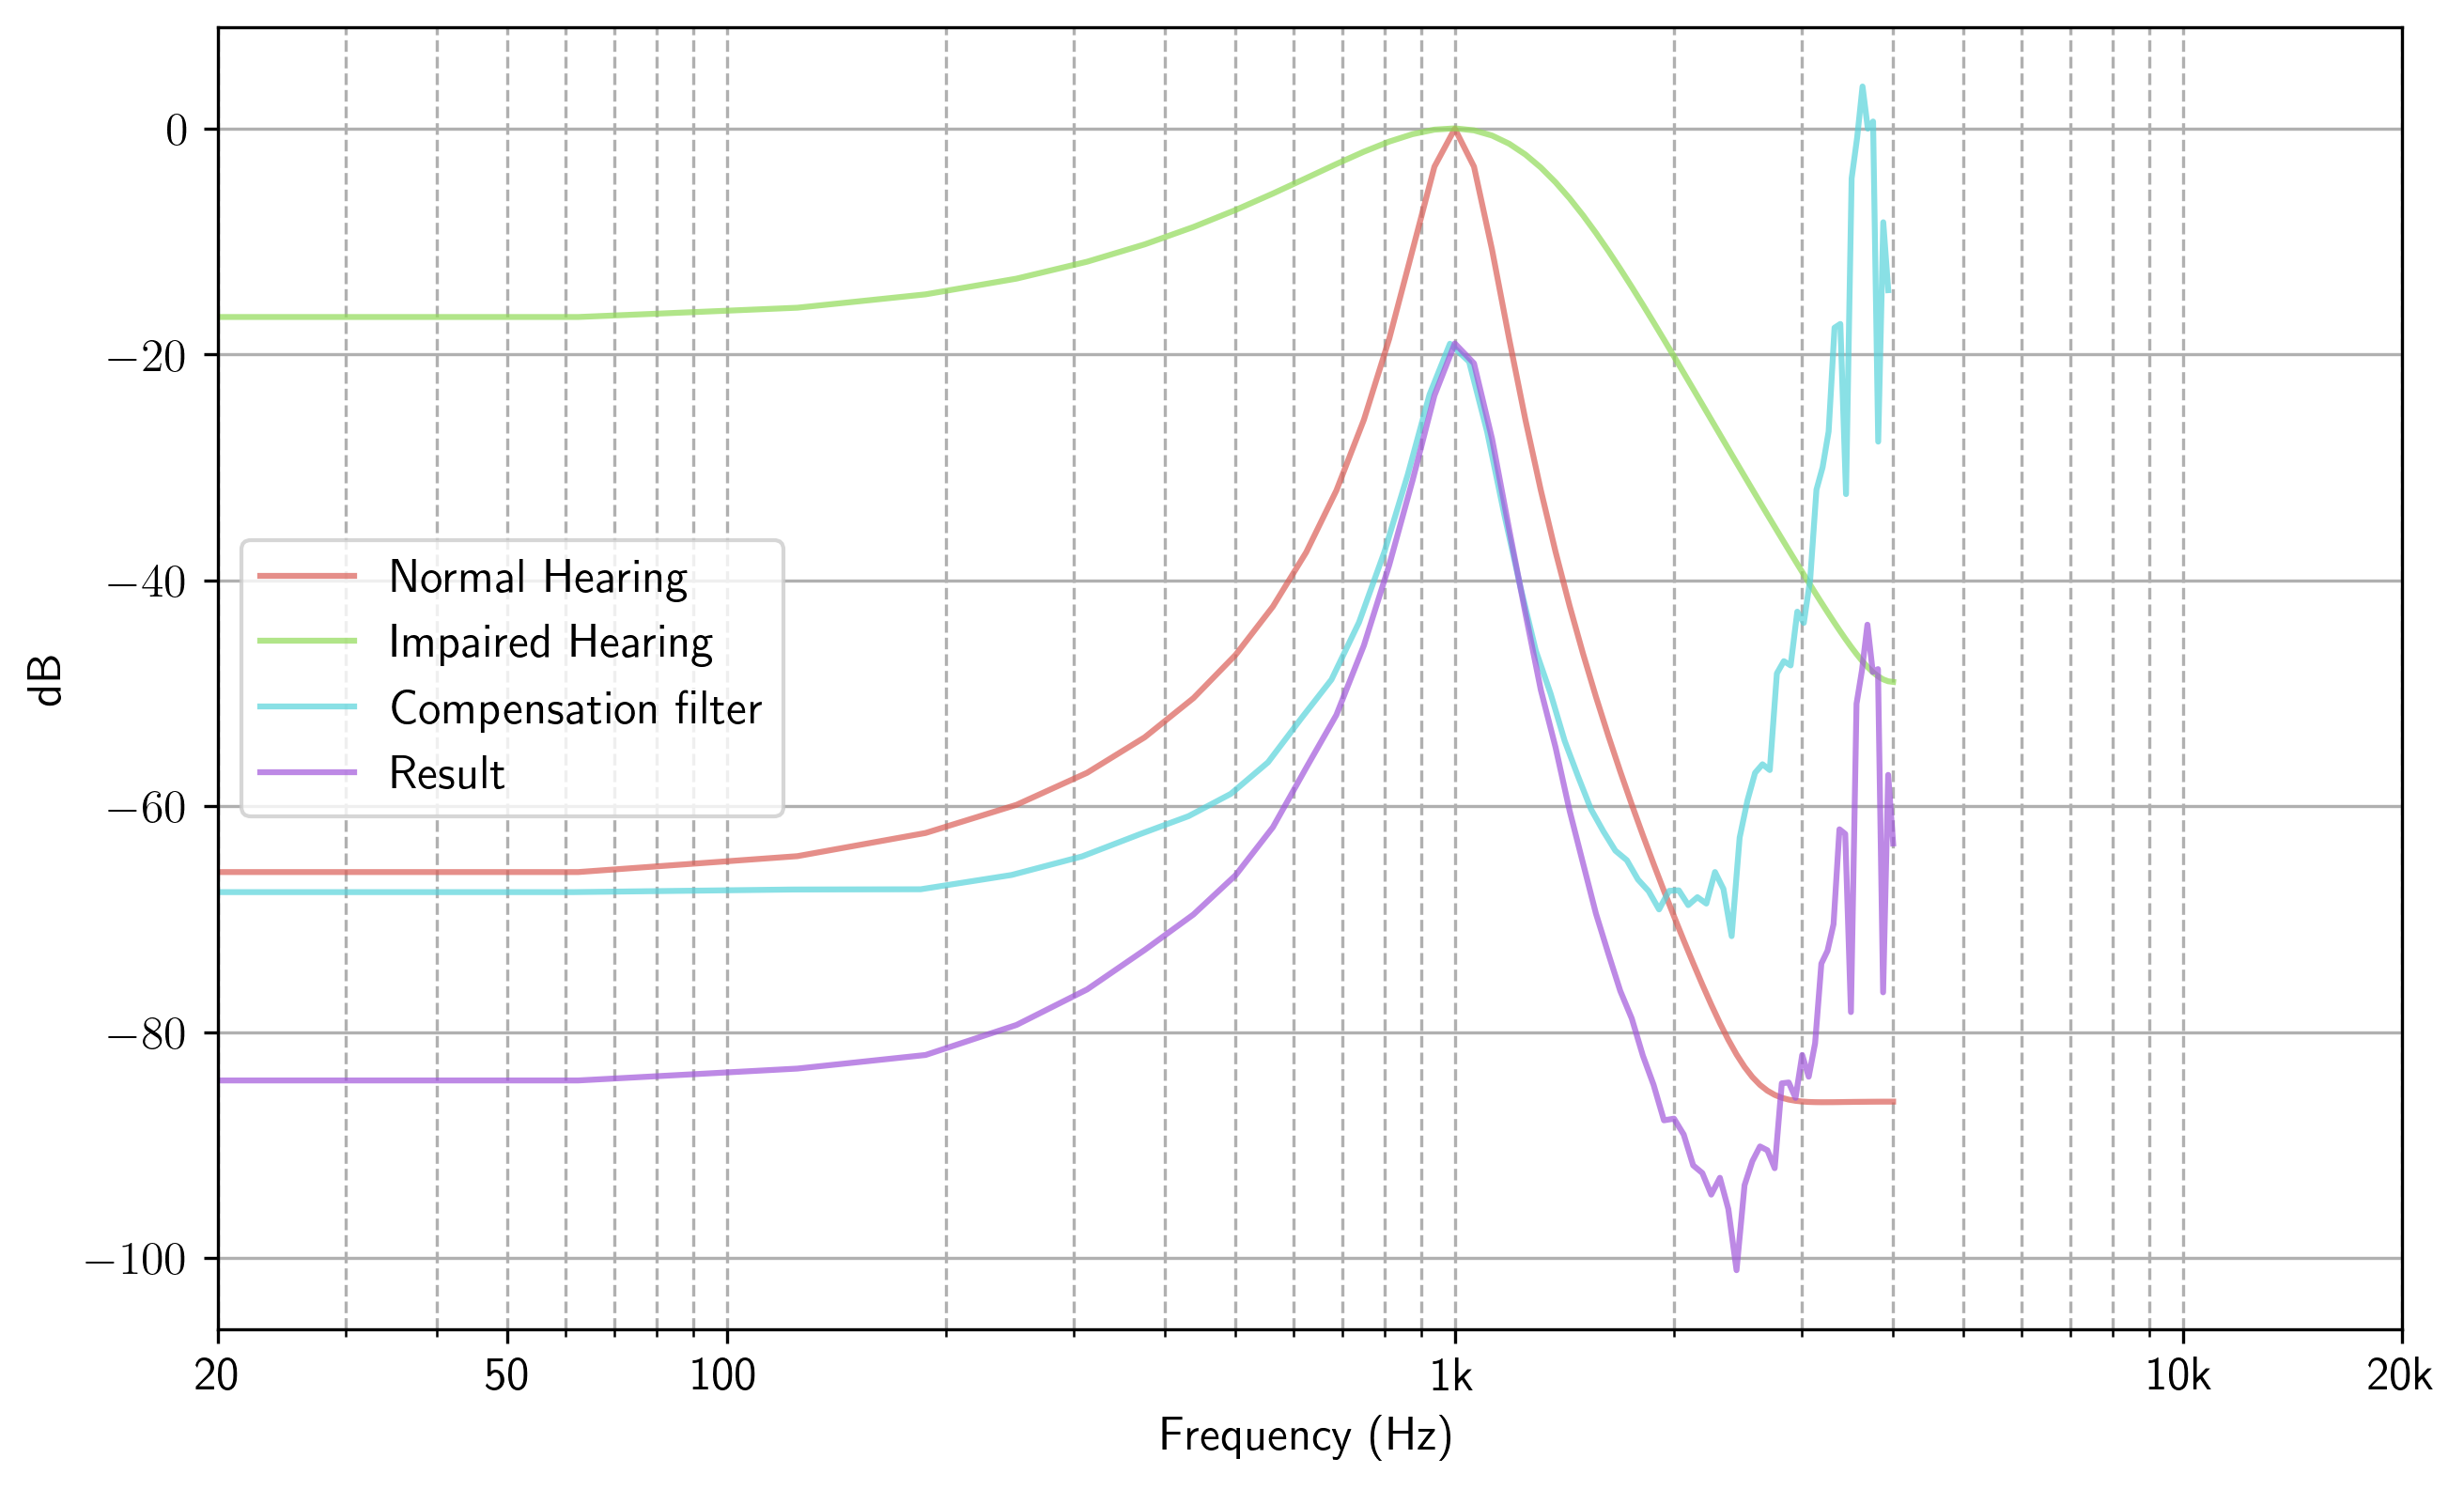 0
−20
−40
−60
−80
−100
dB
Normal Hearing
Impaired Hearing
Compensation filter
Result
20 50 100 1k 10k 20k
Frequency (Hz)